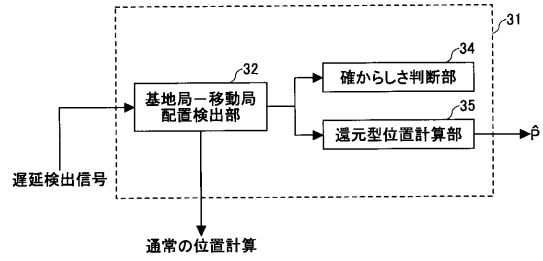 31
32
34
基地局－移動局
配置検出部
確からしさ判断部
35
還元型位置計算部
P̂
遅延検出信号
通常の位置計算